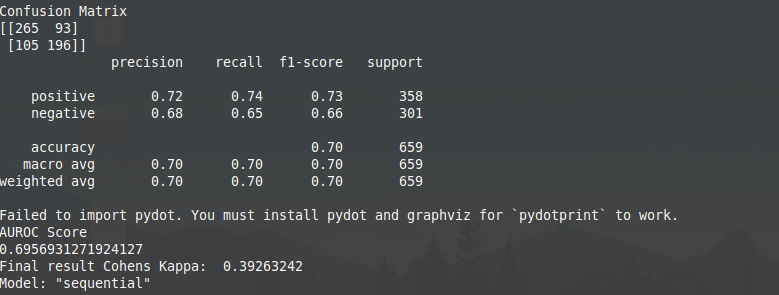 Confusion Matrix
[[265  93]
 [105 196]]
              precision    recall  f1-score   support

    positive       0.72      0.74      0.73       358
    negative       0.68      0.65      0.66       301

    accuracy                           0.70       659
   macro avg       0.70      0.70      0.70       659
weighted avg       0.70      0.70      0.70       659

Failed to import pydot. You must install pydot and graphviz for `pydotprint` to work.
AUROC Score
0.6956931271924127
Final result Cohens Kappa:  0.39263242
Model: "sequential"